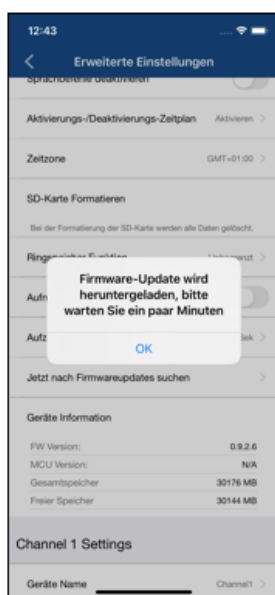 12:43
Erweiterte Einstellungen
Sprachbefehle deaktivieren
Aktivierungs-/Deaktivierungs-Zeitplan Aktivieren
Zeitzone GMT+01:00
SD-Karte Formatieren
Bei der Formatierung der SD-Karte werden alle Daten gelöscht.
Firmware-Update wird
heruntergeladen, bitte
warten Sie ein paar Minuten
OK
Jetzt nach Firmwareupdates suchen
Geräte Information
FW Version: 0.9.2.6
MCU Version: N/A
Gesamtspeicher 30176 MB
Freier Speicher 30144 MB
Channel 1 Settings
Geräte Name Channel1